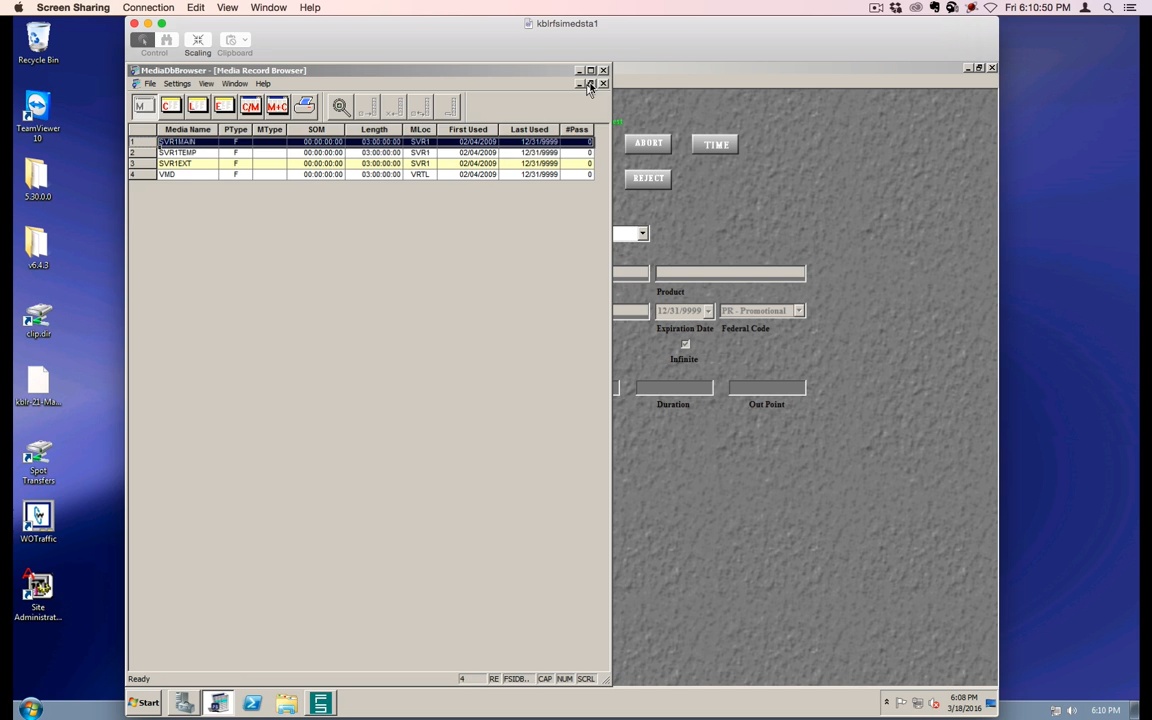 Screen Sharing Connection Edit View Window Help Fri 6:10:50 PM
kblrfsimedsta1
Control Scaling Clipboard
Recycle Bin
TeamViewer
10
5.30.0.0
v6.4.3
clip.dir
kblr-21-Ma...
Spot
Transfers
WOTraffic
Site
Administrat...
MediaDbBrowser - [Media Record Browser]
File Settings View Window Help
M C L E C/M M+C
Media Name PType MType SOM Length MLoc First Used Last Used #Pass
1 SVR1MAIN F 00:00:00:00 03:00:00:00 SVR1 02/04/2009 12/31/9999 0
2 SVR1TEMP F 00:00:00:00 03:00:00:00 SVR1 02/04/2009 12/31/9999 0
3 SVR1EXT F 00:00:00:00 03:00:00:00 SVR1 02/04/2009 12/31/9999 0
4 VMD F 00:00:00:00 03:00:00:00 VRTL 02/04/2009 12/31/9999 0
ABORT TIME
REJECT
Product
12/31/9999 PR - Promotional
Expiration Date Federal Code
Infinite
Duration Out Point
Ready 4 RE FSIDB.. CAP NUM SCRL
Start
6:08 PM
3/18/2016
6:10 PM